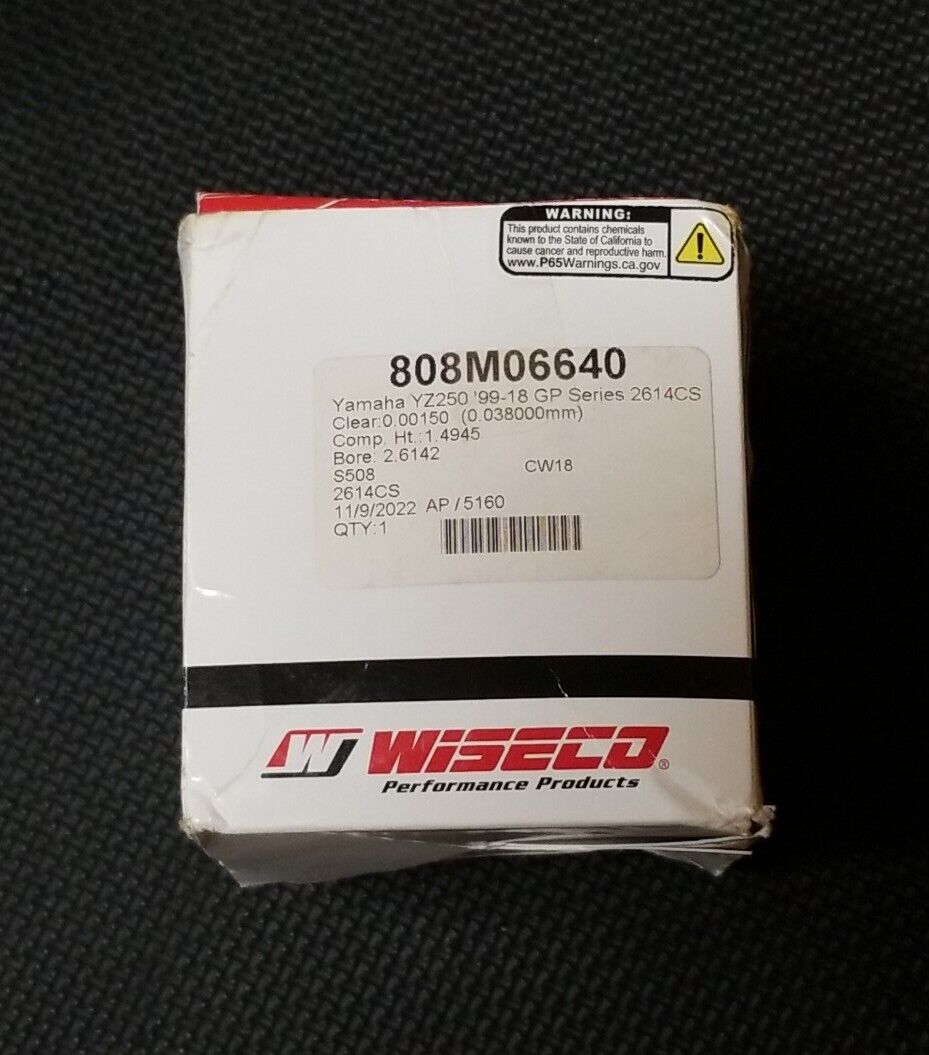 WARNING:
This product contains chemicals
known to the State of California to
cause cancer and reproductive harm.
www.P65Warnings.ca.gov
808M06640
Yamaha YZ250 '99-18 GP Series 2614CS
Clear:0.00150 (0.038000mm)
Comp. Ht.:1.4945
Bore: 2.6142
S508 CW18
2614CS
11/9/2022 AP / 5160
QTY:1
W WISECO®
Performance Products